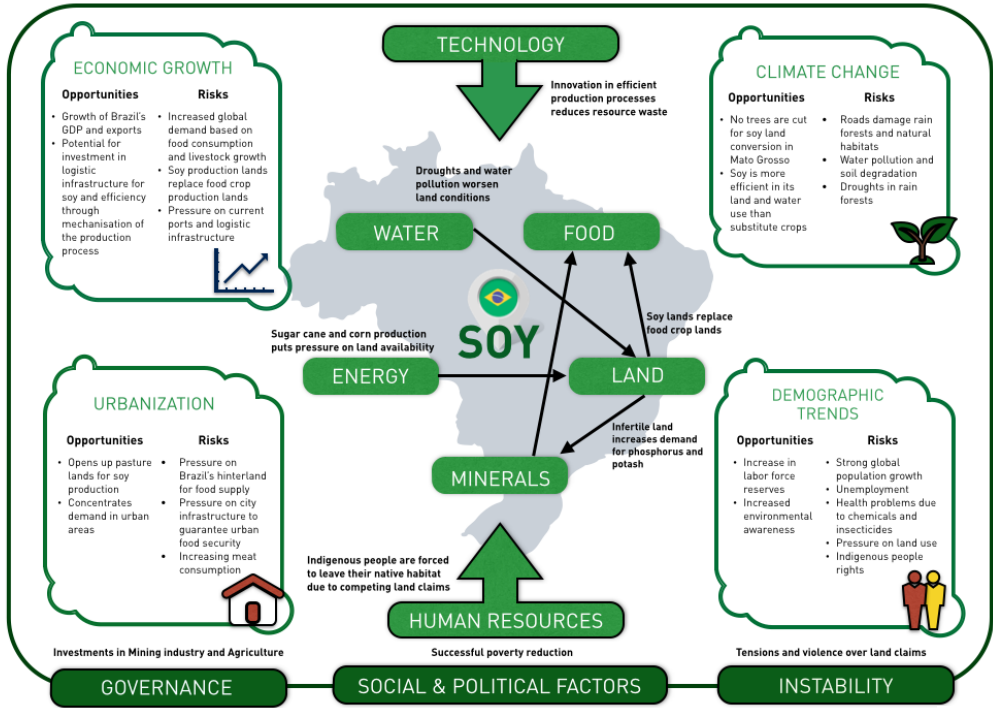 TECHNOLOGY
Innovation in efficient
production processes
reduces resource waste
ECONOMIC GROWTH
Opportunities
• Growth of Brazil's
GDP and exports
• Potential for
investment in
logistic
infrastructure for
soy and efficiency
through
mechanisation of
the production
process
Risks
• Increased global
demand based on
food consumption
and livestock growth
• Soy production lands
replace food crop
production lands
• Pressure on current
ports and logistic
infrastructure
CLIMATE CHANGE
Opportunities
• No trees are cut
for soy land
conversion in
Mato Grosso
• Soy is more
efficient in its
land and water
use than
substitute crops
Risks
• Roads damage rain
forests and natural
habitats
• Water pollution and
soil degradation
• Droughts in rain
forests
Droughts and water
pollution worsen
land conditions
WATER
FOOD
SOY
Soy lands replace
food crop lands
Sugar cane and corn production
puts pressure on land availability
ENERGY
LAND
Infertile land
increases demand
for phosphorus and
potash
MINERALS
URBANIZATION
Opportunities
• Opens up pasture
lands for soy
production
• Concentrates
demand in urban
areas
Risks
• Pressure on
Brazil's hinterland
for food supply
• Pressure on city
infrastructure to
guarantee urban
food security
• Increasing meat
consumption
DEMOGRAPHIC
TRENDS
Opportunities
• Increase in
labor force
reserves
• Increased
environmental
awareness
Risks
• Strong global
population growth
• Unemployment
• Health problems due
to chemicals and
insecticides
• Pressure on land use
• Indigenous people
rights
Indigenous people are forced
to leave their native habitat
due to competing land claims
HUMAN RESOURCES
Investments in Mining industry and Agriculture
Successful poverty reduction
Tensions and violence over land claims
GOVERNANCE
SOCIAL & POLITICAL FACTORS
INSTABILITY